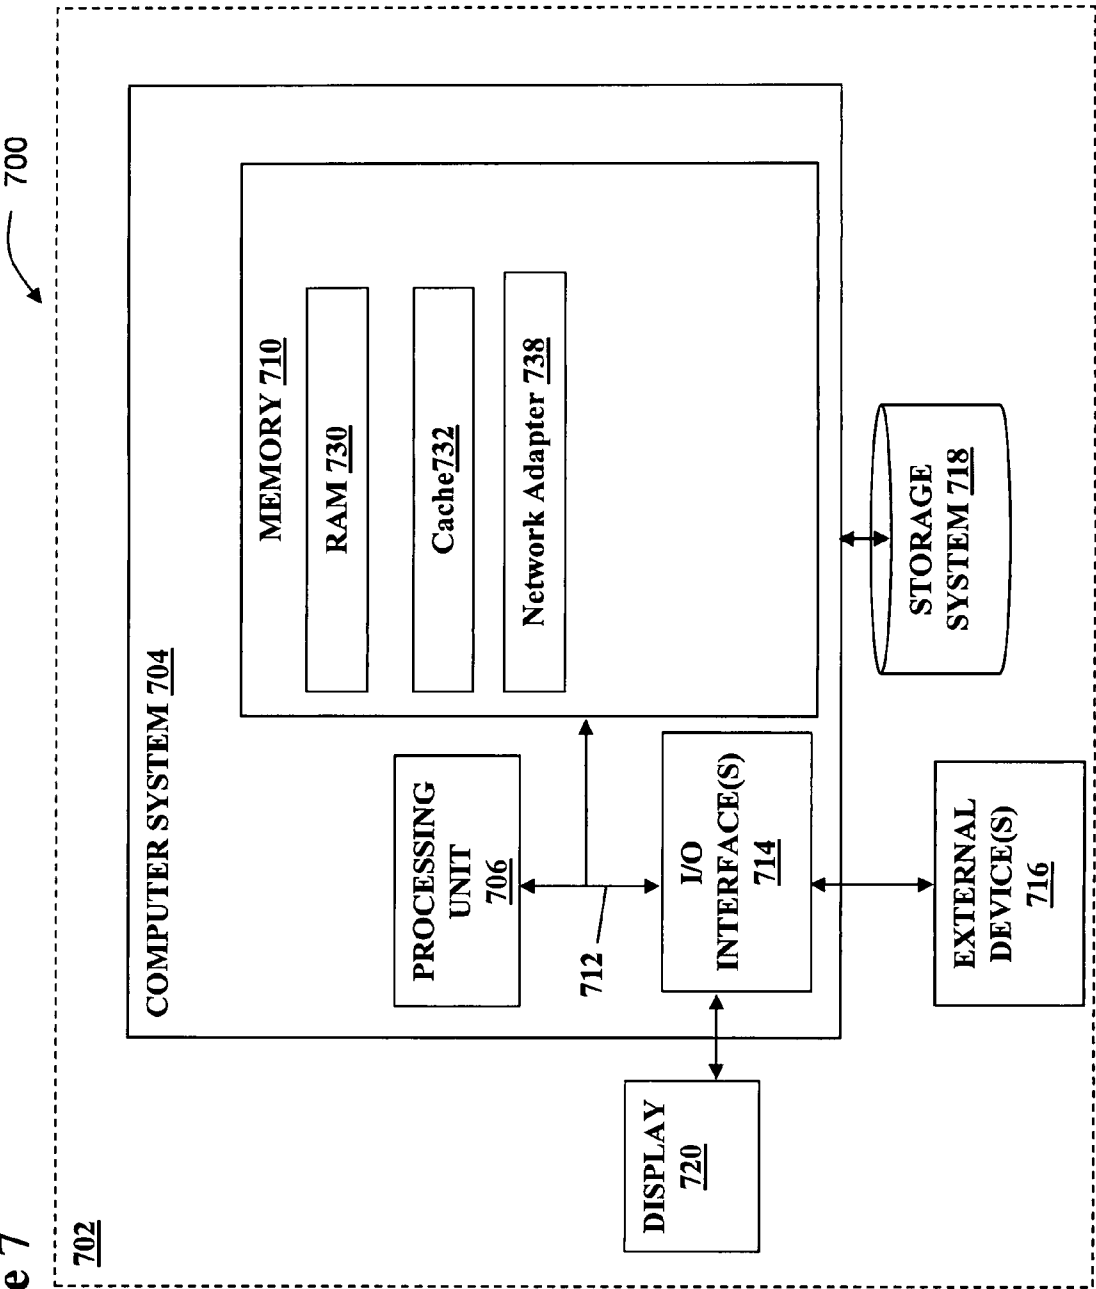 e 7
700
702
COMPUTER SYSTEM 704
MEMORY 710
RAM 730
Cache732
Network Adapter 738
PROCESSING
UNIT
706
712
I/O
INTERFACE(S)
714
DISPLAY
720
EXTERNAL
DEVICE(S)
716
STORAGE
SYSTEM 718